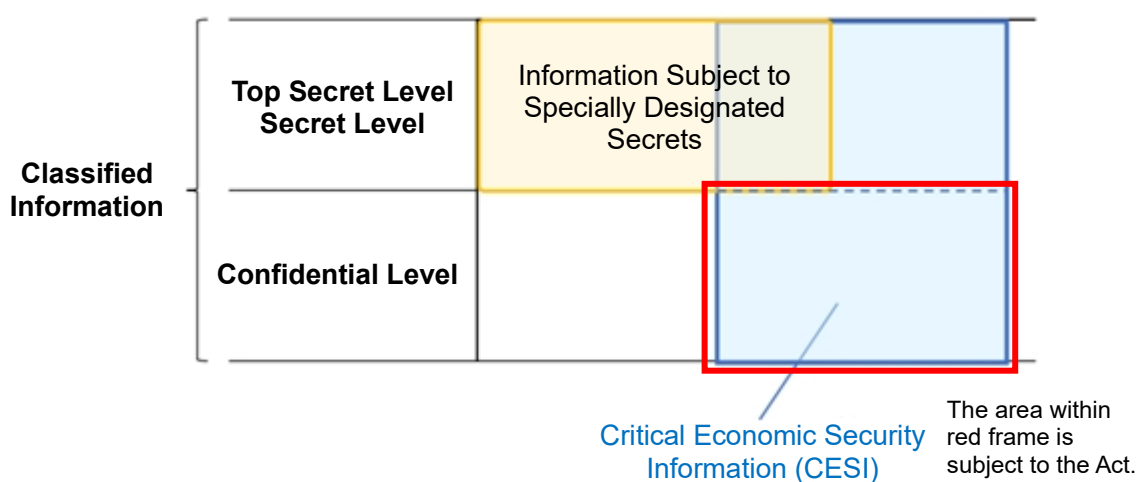 Information Subject to
Specially Designated
Secrets
Top Secret Level
Secret Level
Classified
Information
Confidential Level
Critical Economic Security
Information (CESI)
The area within
red frame is
subject to the Act.